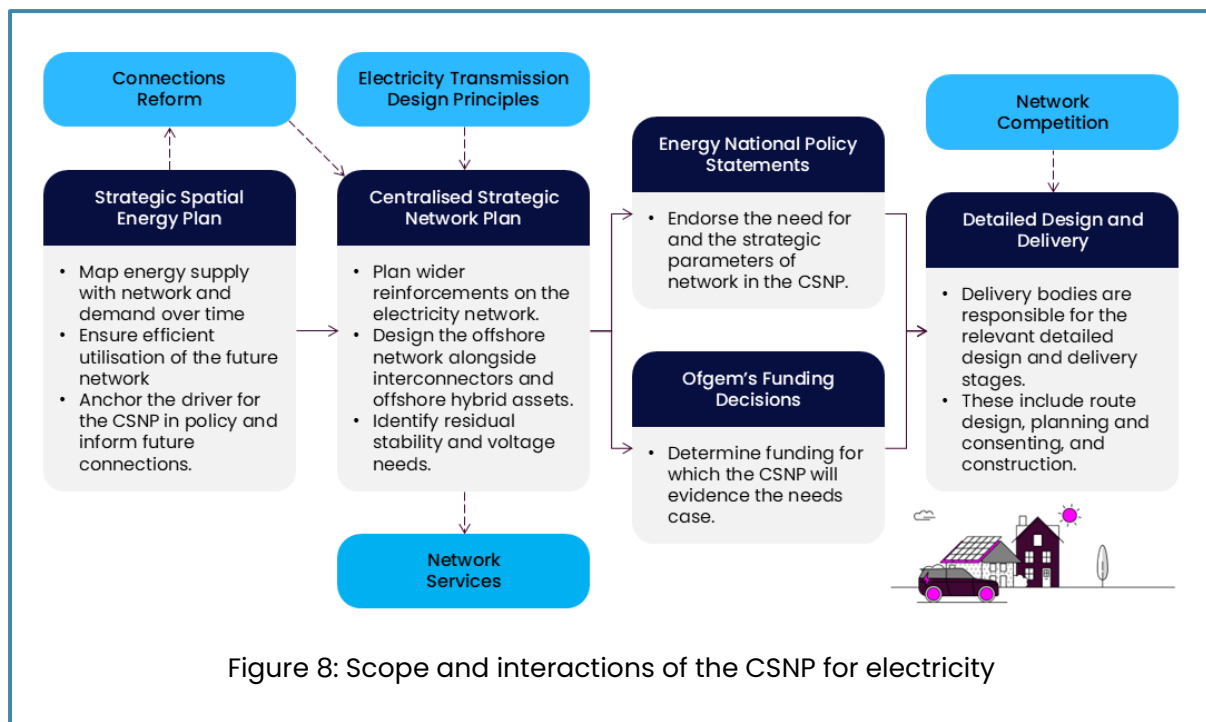 Connections
Reform
Electricity Transmission
Design Principles
Network
Competition
Strategic Spatial
Energy Plan
• Map energy supply
with network and
demand over time
• Ensure efficient
utilisation of the future
network
• Anchor the driver for
the CSNP in policy and
inform future
connections.
Centralised Strategic
Network Plan
• Plan wider
reinforcements on the
electricity network.
• Design the offshore
network alongside
interconnectors and
offshore hybrid assets.
• Identify residual
stability and voltage
needs.
Network
Services
Energy National Policy
Statements
• Endorse the need for
and the strategic
parameters of
network in the CSNP.
Ofgem's Funding
Decisions
• Determine funding for
which the CSNP will
evidence the needs
case.
Detailed Design and
Delivery
• Delivery bodies are
responsible for the
relevant detailed
design and delivery
stages.
• These include route
design, planning and
consenting, and
construction.
Figure 8: Scope and interactions of the CSNP for electricity